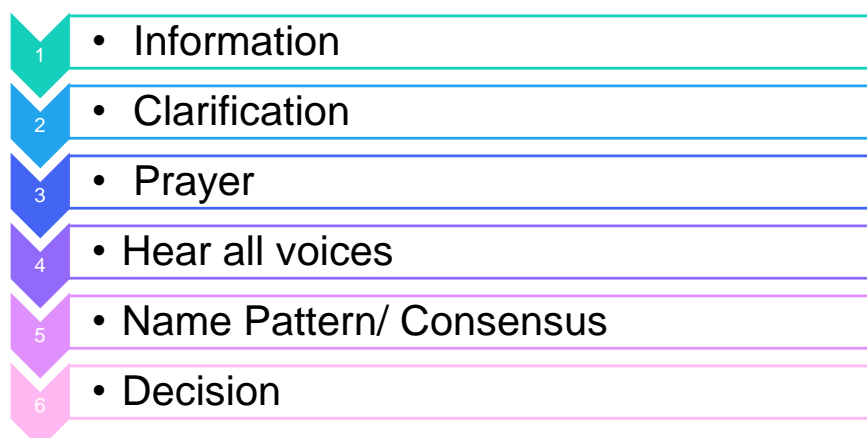 1 • Information
2 • Clarification
3 • Prayer
4 • Hear all voices
5 • Name Pattern/ Consensus
6 • Decision